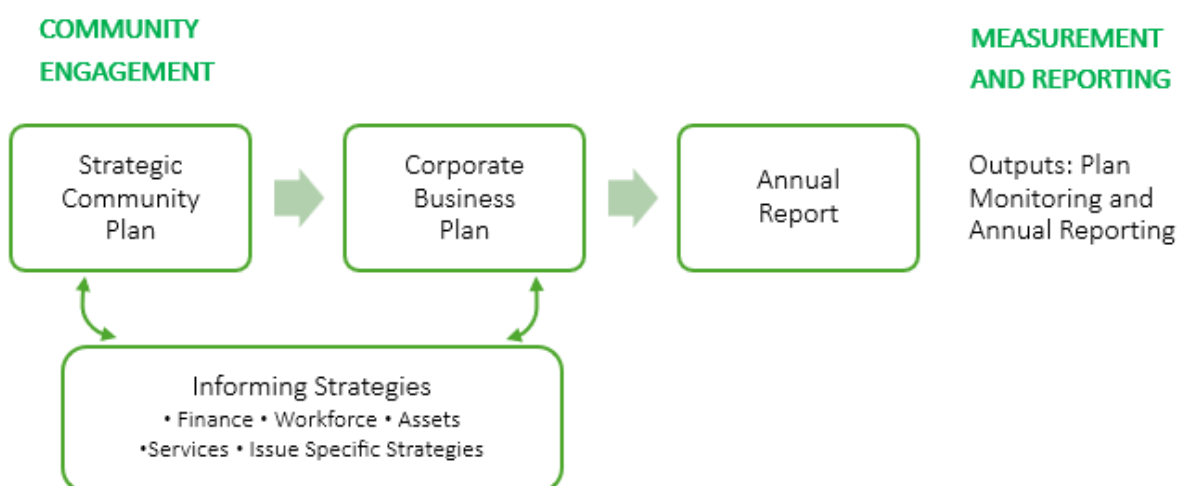 COMMUNITY
ENGAGEMENT
MEASUREMENT
AND REPORTING
Strategic
Community
Plan
Corporate
Business
Plan
Annual
Report
Outputs: Plan
Monitoring and
Annual Reporting
Informing Strategies
• Finance • Workforce • Assets
•Services • Issue Specific Strategies